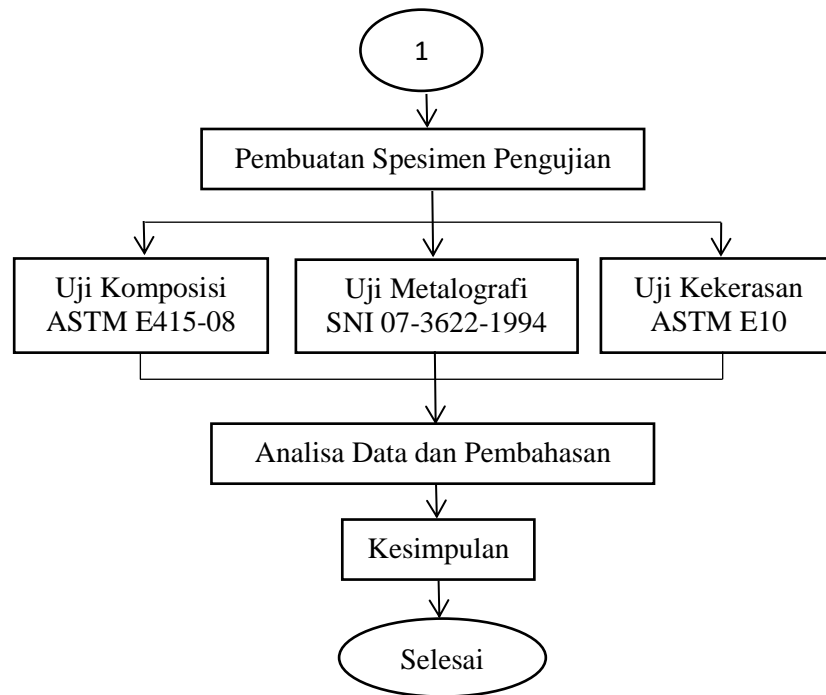 1
Pembuatan Spesimen Pengujian
Uji Komposisi
ASTM E415-08
Uji Metalografi
SNI 07-3622-1994
Uji Kekerasan
ASTM E10
Analisa Data dan Pembahasan
Kesimpulan
Selesai